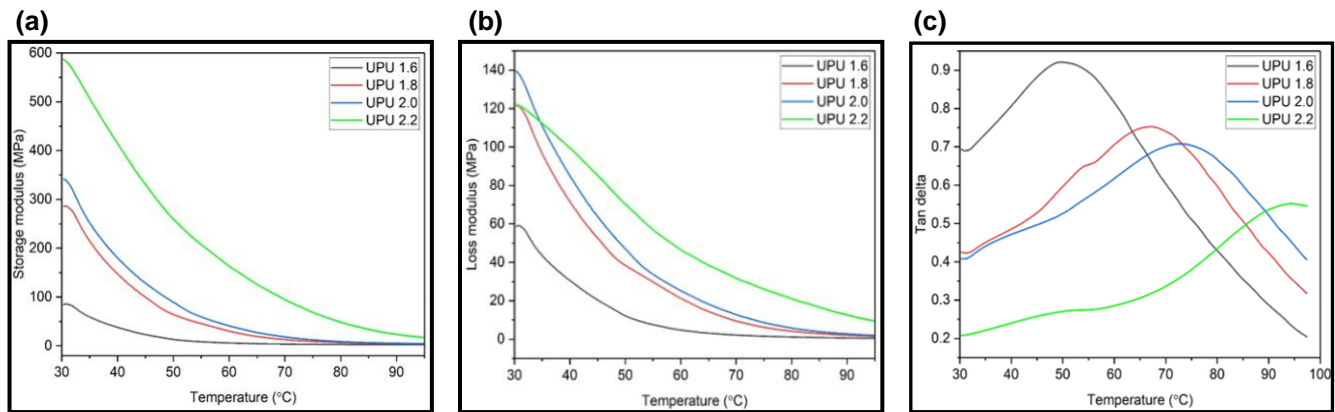 (a)
(b)
(c)
600
500
400
300
200
100
0
Storage modulus (MPa)
30 40 50 60 70 80 90
Temperature (°C)
UPU 1.6
UPU 1.8
UPU 2.0
UPU 2.2
140
120
100
80
60
40
20
0
Loss modulus (MPa)
30 40 50 60 70 80 90
Temperature (°C)
UPU 1.6
UPU 1.8
UPU 2.0
UPU 2.2
0.9
0.8
0.7
0.6
0.5
0.4
0.3
0.2
Tan delta
30 40 50 60 70 80 90 100
Temperature (°C)
UPU 1.6
UPU 1.8
UPU 2.0
UPU 2.2